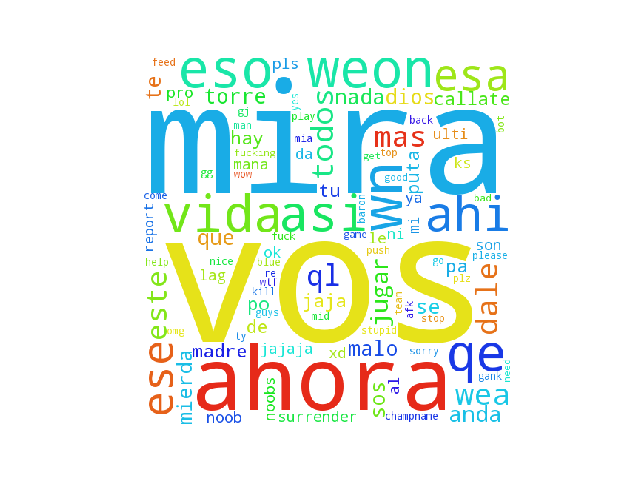 feed
te
eso
weon
pls
esa
pro
torre
lol
nada
dios
callate
yes
mira
gj
man
play
todos
back
bot
hay
mia
mas
ulti
fucking
da
get
top
ks
mana
gg
wow
good
puta
tu
wn
come
ya
baron
bad
vida
asi
ahi
mi
report
que
fuck
game
le
ni
son
vos
push
ok
nice
lag
blue
help
ql
jugar
go
pa
please
este
re
wtf
kill
jaja
plz
dale
guys
team
afk
se
po
de
mid
stop
omg
ty
stupid
ese
madre
jajaja
xd
malo
sorry
qe
mierda
ahora
gank
need
noobs
sos
al
wea
noob
surrender
champname
anda